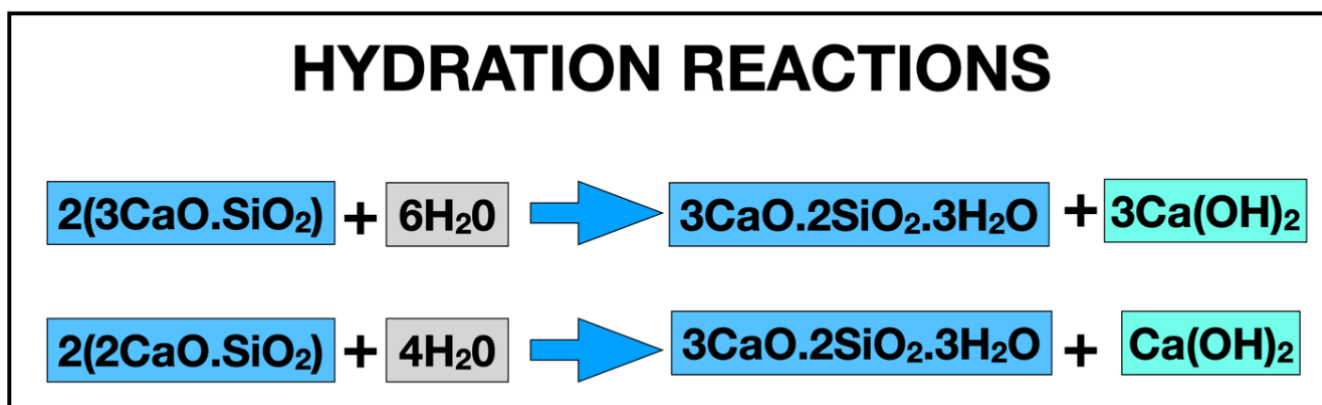 HYDRATION REACTIONS
2(3CaO.SiO₂) + 6H₂0 3CaO.2SiO₂.3H₂O + 3Ca(OH)₂
2(2CaO.SiO₂) + 4H₂0 3CaO.2SiO₂.3H₂O + Ca(OH)₂